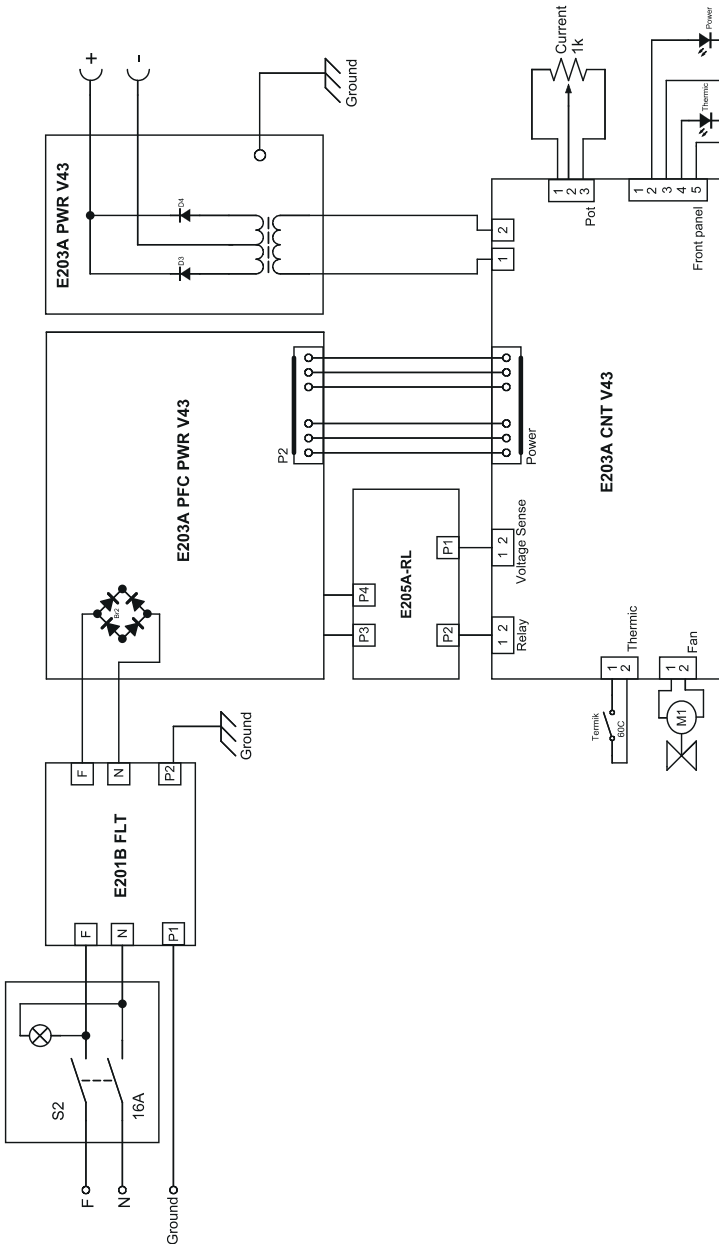 +
-
E203A PWR V43
D4
D3
Ground
Current
1k
Power
Thermic
1
2
3
Pot
1
2
3
4
5
Front panel
2
1
E203A PFC PWR V43
P2
Br2
Power
E203A CNT V43
P4
P3
E205A-RL
P1
P2
1 2
Voltage Sense
1 2
Relay
1
2
Thermic
1
2
Fan
Termik
60C
M1
Ground
F
N
P2
E201B FLT
F
N
P1
S2
16A
F
N
Ground